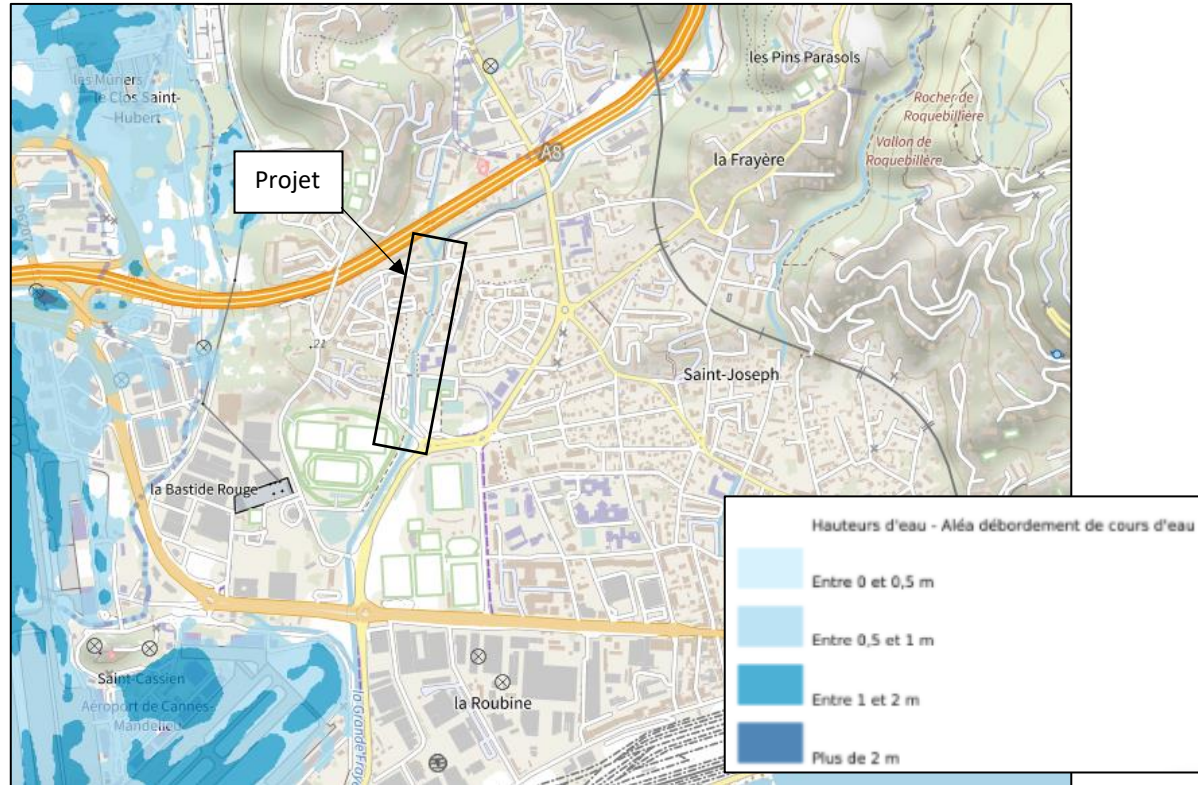 les Muriers
le Clos Saint-
Hubert
Projet
A8
les Pins Parasols
Rocher de
Roquebillière
Vallon de
Roquebillère
la Frayère
21
Saint-Joseph
la Bastide Rouge
Saint-Cassien
Aéroport de Cannes-
Mandelieu
la Roubine
la Grande Fraye
Hauteurs d'eau - Aléa débordement de cours d'eau
Entre 0 et 0,5 m
Entre 0,5 et 1 m
Entre 1 et 2 m
Plus de 2 m